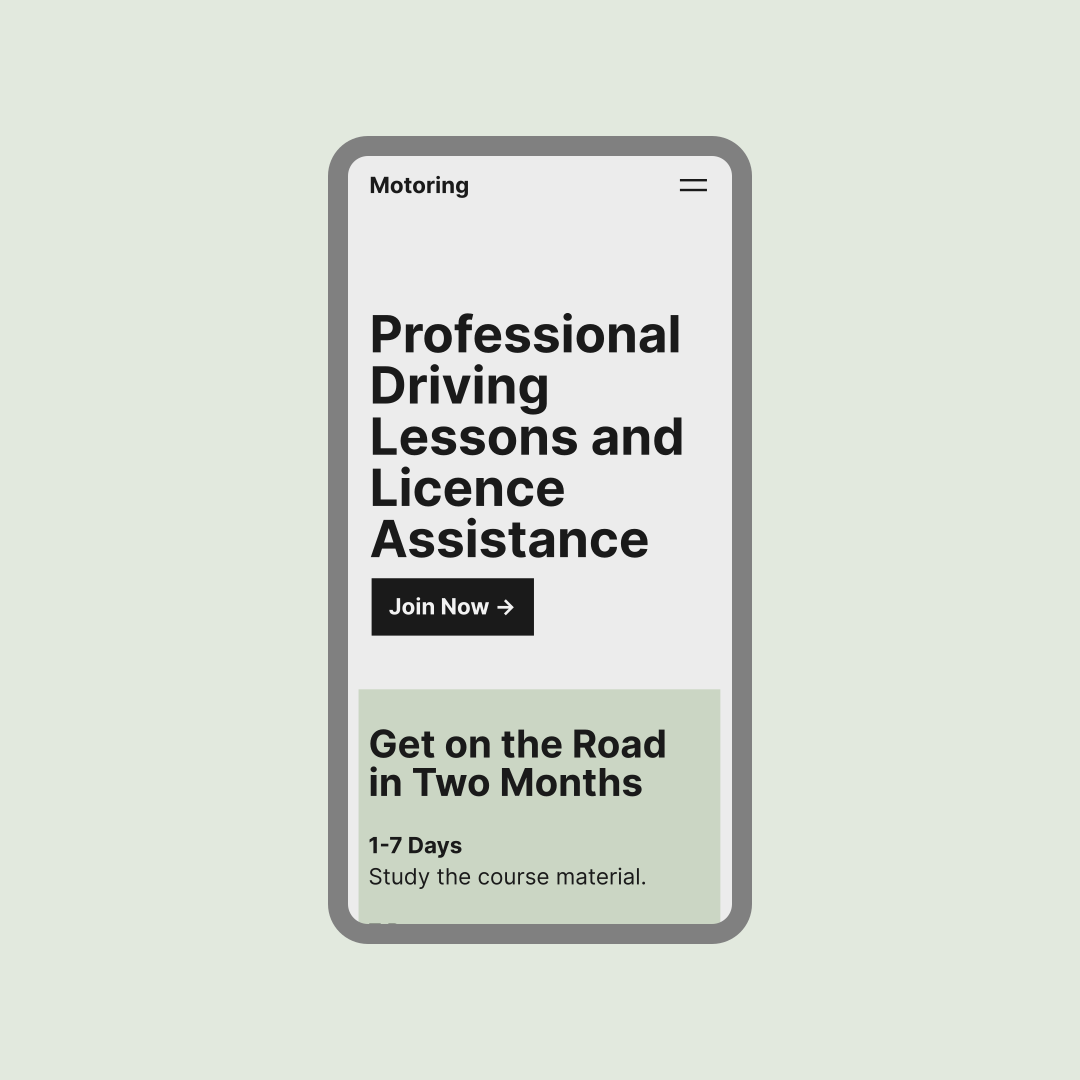 Motoring
Professional
Driving
Lessons and
Licence
Assistance
Join Now →
Get on the Road
in Two Months
1-7 Days
Study the course material.